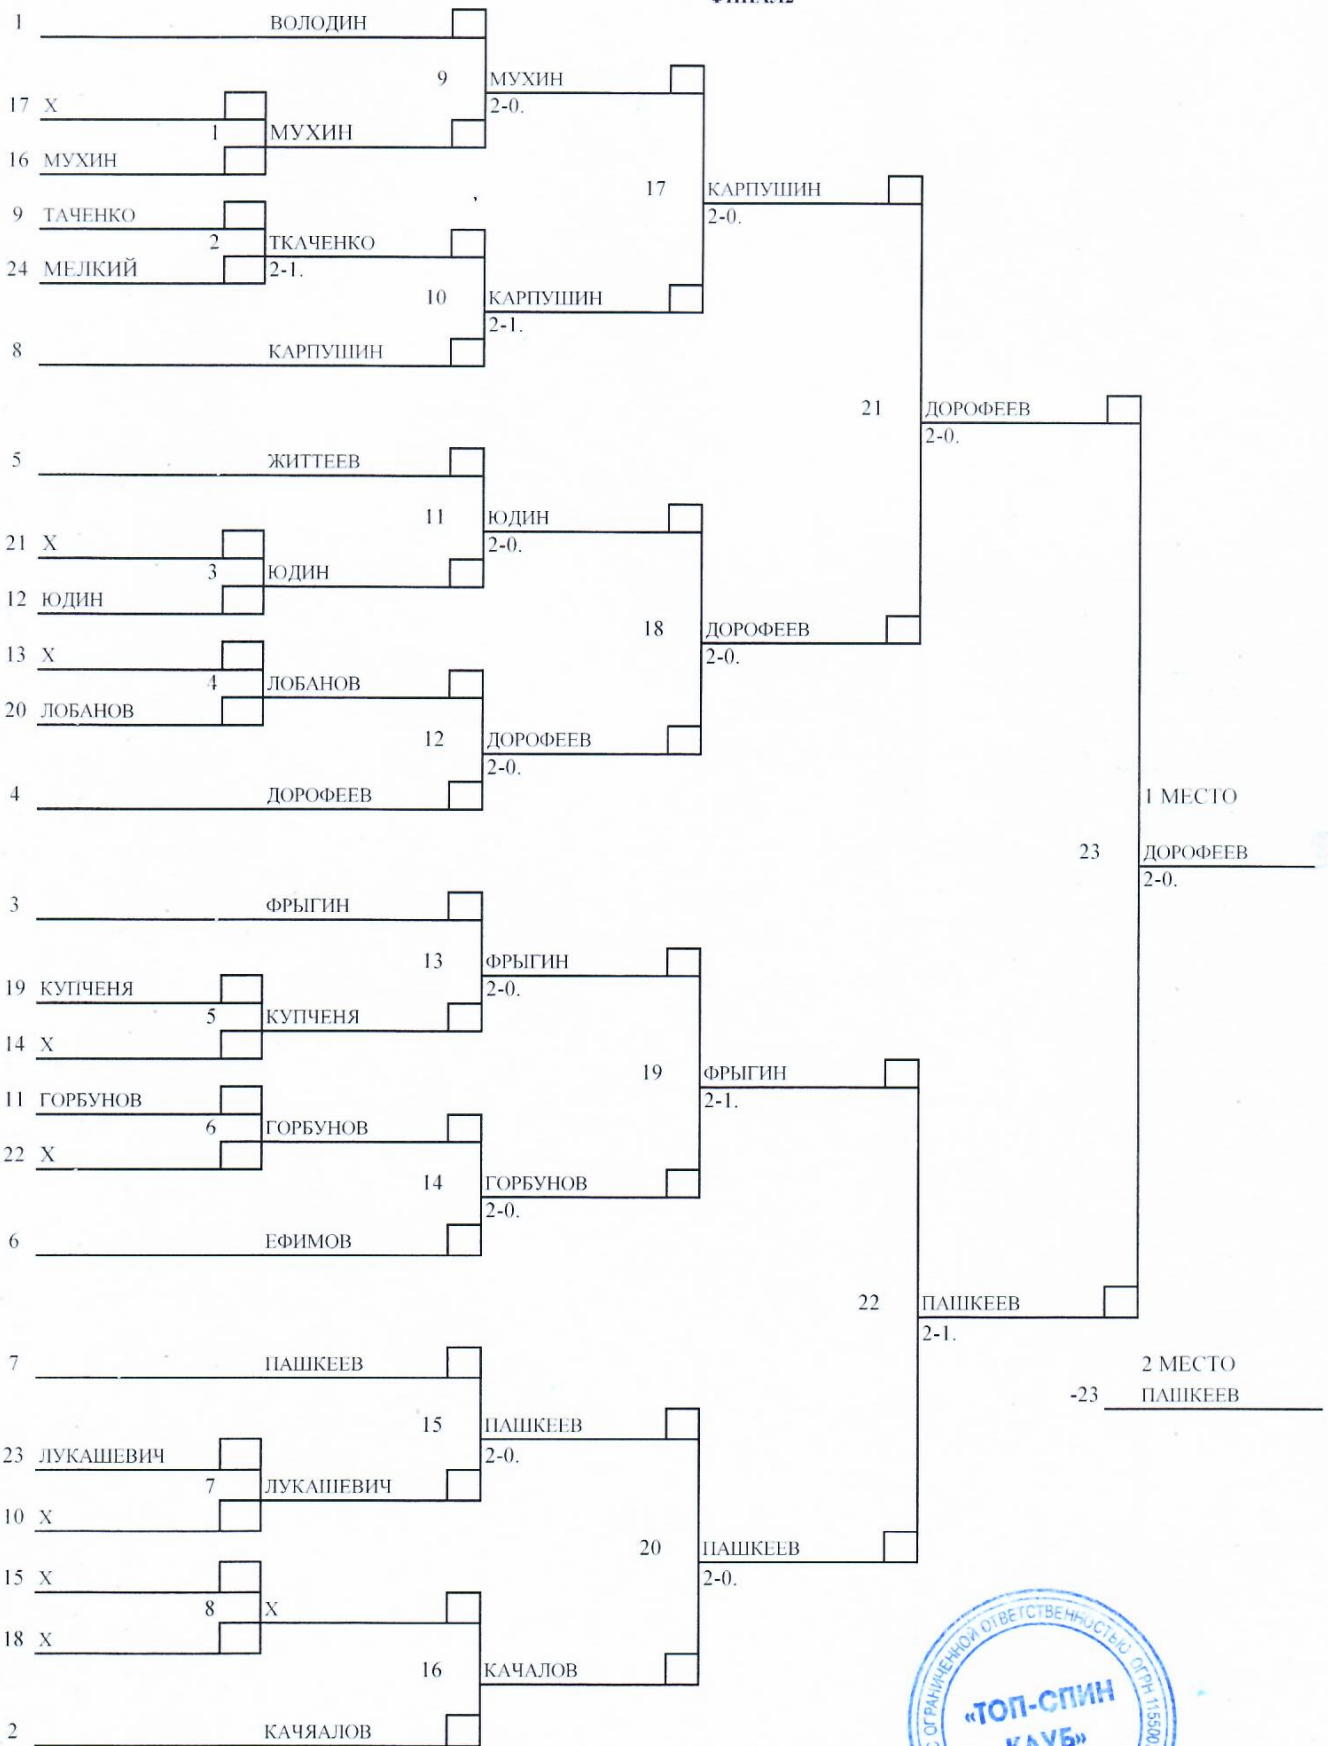 ФИНАЛ2
1 ВОЛОДИН
9 МУХИН
2-0.
17 X
1 МУХИН
16 МУХИН
17 КАРПУШИН
2-0.
9 ТАЧЕНКО
2 ТКАЧЕНКО
2-1.
24 МЕЛКИЙ
10 КАРПУШИН
2-1.
8 КАРПУШИН
21 ДОРОФЕЕВ
2-0.
5 ЖИТТЕЕВ
11 ЮДИН
2-0.
21 X
3 ЮДИН
12 ЮДИН
18 ДОРОФЕЕВ
2-0.
13 X
4 ЛОБАНОВ
20 ЛОБАНОВ
12 ДОРОФЕЕВ
2-0.
4 ДОРОФЕЕВ
1 МЕСТО
23 ДОРОФЕЕВ
2-0.
3 ФРЫГИН
13 ФРЫГИН
2-0.
19 КУПЧЕНЯ
5 КУПЧЕНЯ
14 X
19 ФРЫГИН
2-1.
11 ГОРБУНОВ
6 ГОРБУНОВ
22 X
14 ГОРБУНОВ
2-0.
6 ЕФИМОВ
22 ПАШКЕЕВ
2-1.
7 ПАШКЕЕВ
2 МЕСТО
-23 ПАШКЕЕВ
15 ПАШКЕЕВ
2-0.
23 ЛУКАШЕВИЧ
7 ЛУКАШЕВИЧ
10 X
20 ПАШКЕЕВ
2-0.
15 X
8 X
18 X
16 КАЧАЛОВ
2 КАЧЯАЛОВ
С ОГРАНИЧЕННОЙ ОТВЕТСТВЕННОСТЬЮ ОГРН 115500
«ТОП-СПИН
КЛУБ»